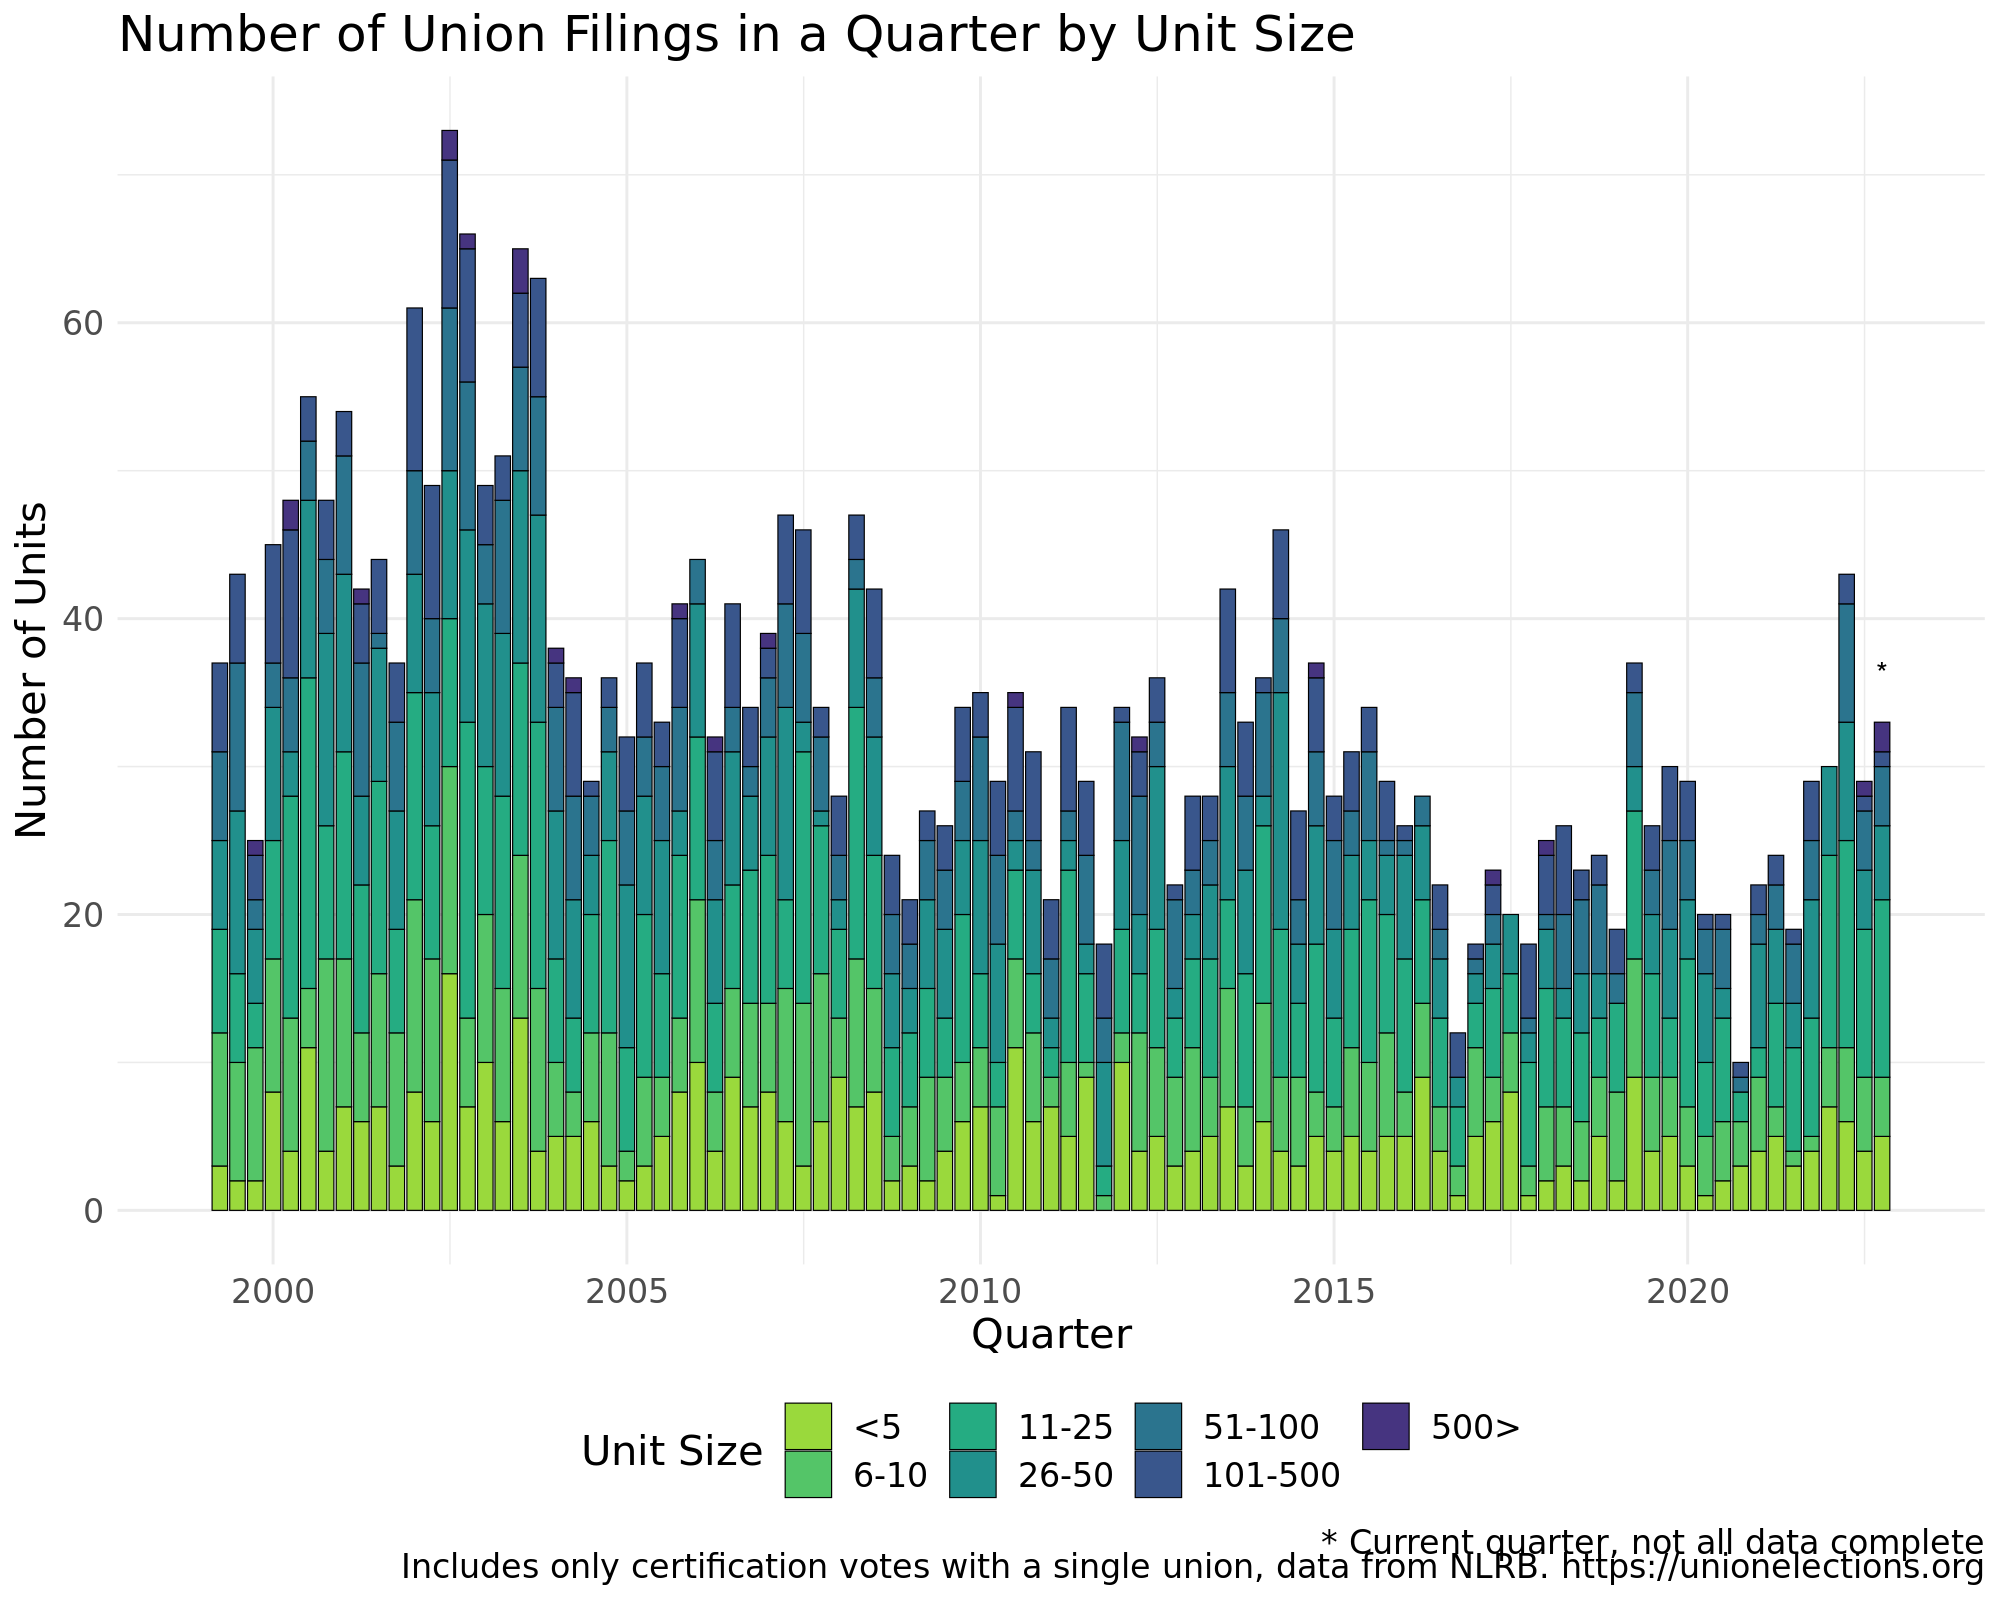 Number of Union Filings in a Quarter by Unit Size
Number of Units
60
40
20
0
*
2000 2005 2010 2015 2020
Quarter
Unit Size
<5 11-25 51-100 500>
6-10 26-50 101-500
* Current quarter, not all data complete
Includes only certification votes with a single union, data from NLRB. https://unionelections.org